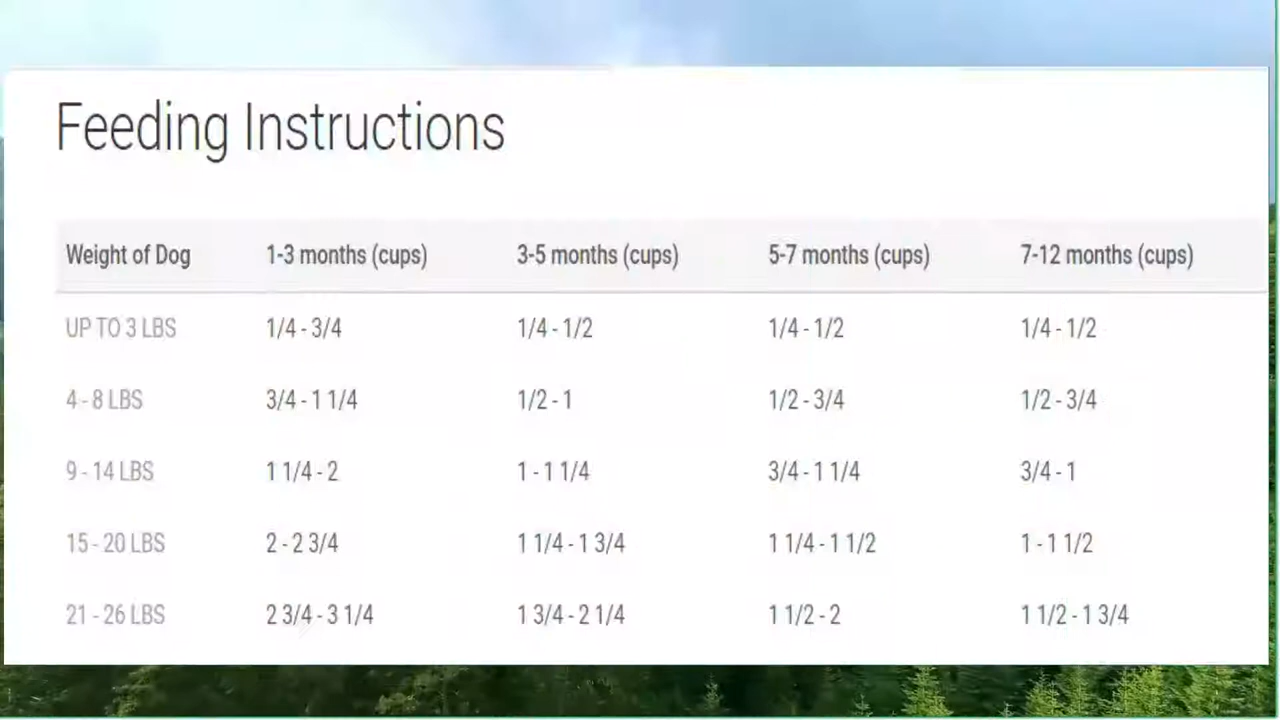 Feeding Instructions
Weight of Dog 1-3 months (cups) 3-5 months (cups) 5-7 months (cups) 7-12 months (cups)
UP TO 3 LBS 1/4 - 3/4 1/4 - 1/2 1/4 - 1/2 1/4 - 1/2
4 - 8 LBS 3/4 - 1 1/4 1/2 - 1 1/2 - 3/4 1/2 - 3/4
9 - 14 LBS 1 1/4 - 2 1 - 1 1/4 3/4 - 1 1/4 3/4 - 1
15 - 20 LBS 2 - 2 3/4 1 1/4 - 1 3/4 1 1/4 - 1 1/2 1 - 1 1/2
21 - 26 LBS 2 3/4 - 3 1/4 1 3/4 - 2 1/4 1 1/2 - 2 1 1/2 - 1 3/4